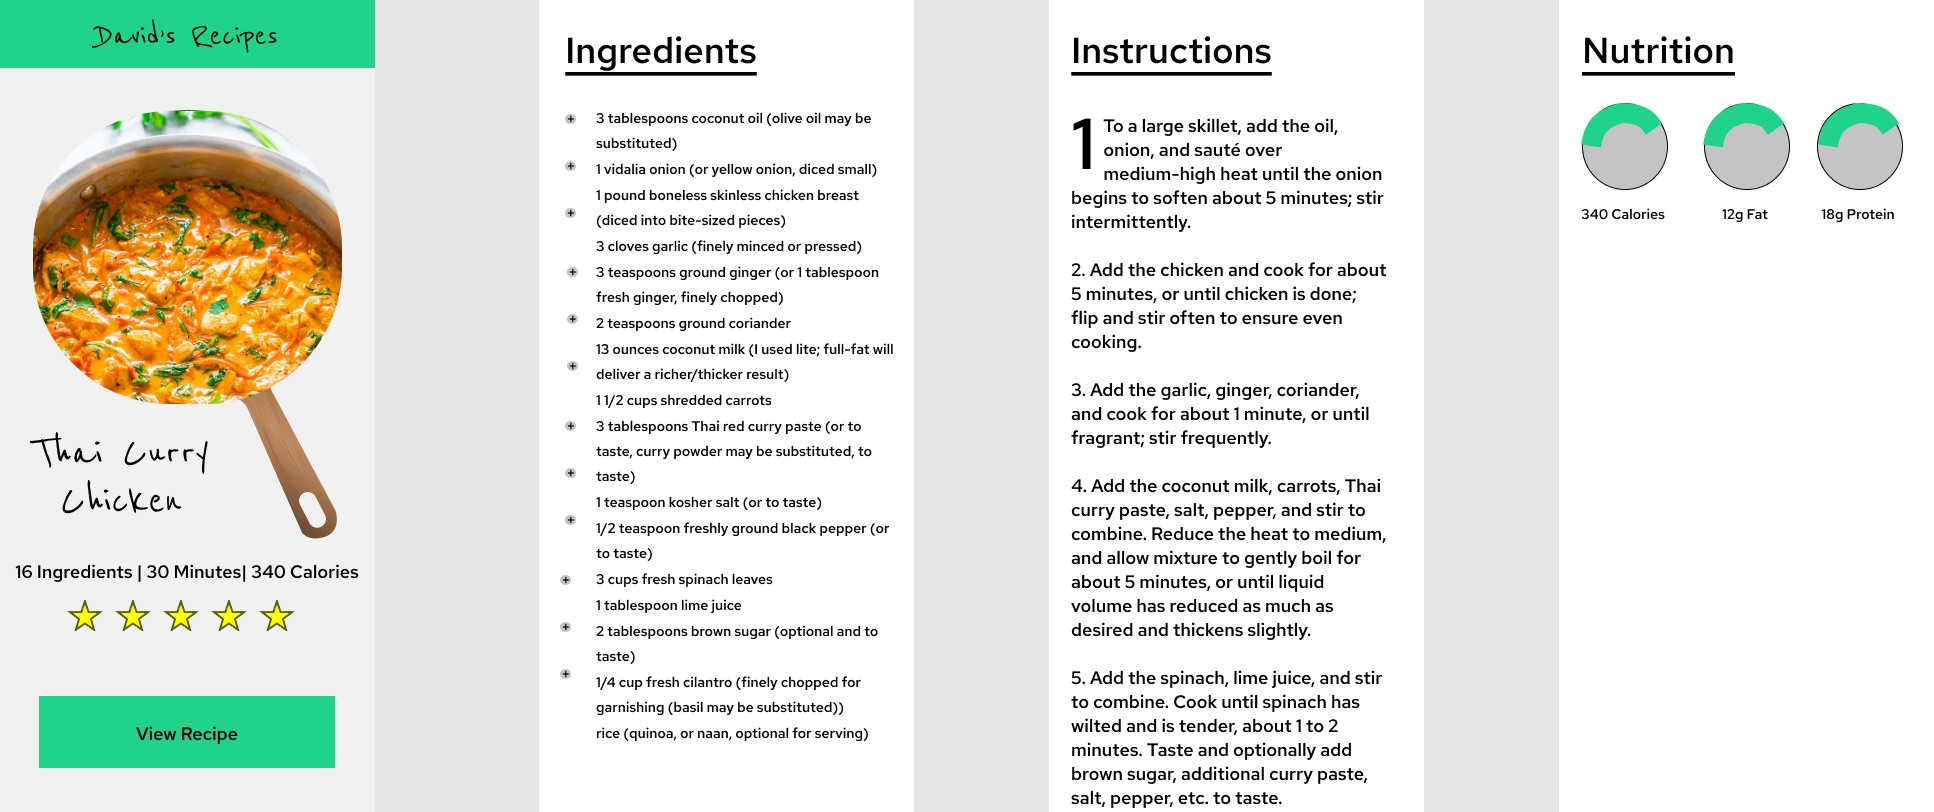 David's Recipes
Thai Curry
Chicken
16 Ingredients | 30 Minutes| 340 Calories
View Recipe
Ingredients
3 tablespoons coconut oil (olive oil may be
substituted)
1 vidalia onion (or yellow onion, diced small)
1 pound boneless skinless chicken breast
(diced into bite-sized pieces)
3 cloves garlic (finely minced or pressed)
3 teaspoons ground ginger (or 1 tablespoon
fresh ginger, finely chopped)
2 teaspoons ground coriander
13 ounces coconut milk (I used lite; full-fat will
deliver a richer/thicker result)
1 1/2 cups shredded carrots
3 tablespoons Thai red curry paste (or to
taste, curry powder may be substituted, to
taste)
1 teaspoon kosher salt (or to taste)
1/2 teaspoon freshly ground black pepper (or
to taste)
3 cups fresh spinach leaves
1 tablespoon lime juice
2 tablespoons brown sugar (optional and to
taste)
1/4 cup fresh cilantro (finely chopped for
garnishing (basil may be substituted))
rice (quinoa, or naan, optional for serving)
Instructions
1 To a large skillet, add the oil,
onion, and sauté over
medium-high heat until the onion
begins to soften about 5 minutes; stir
intermittently.
2. Add the chicken and cook for about
5 minutes, or until chicken is done;
flip and stir often to ensure even
cooking.
3. Add the garlic, ginger, coriander,
and cook for about 1 minute, or until
fragrant; stir frequently.
4. Add the coconut milk, carrots, Thai
curry paste, salt, pepper, and stir to
combine. Reduce the heat to medium,
and allow mixture to gently boil for
about 5 minutes, or until liquid
volume has reduced as much as
desired and thickens slightly.
5. Add the spinach, lime juice, and stir
to combine. Cook until spinach has
wilted and is tender, about 1 to 2
minutes. Taste and optionally add
brown sugar, additional curry paste,
salt, pepper, etc. to taste.
Nutrition
340 Calories
12g Fat
18g Protein